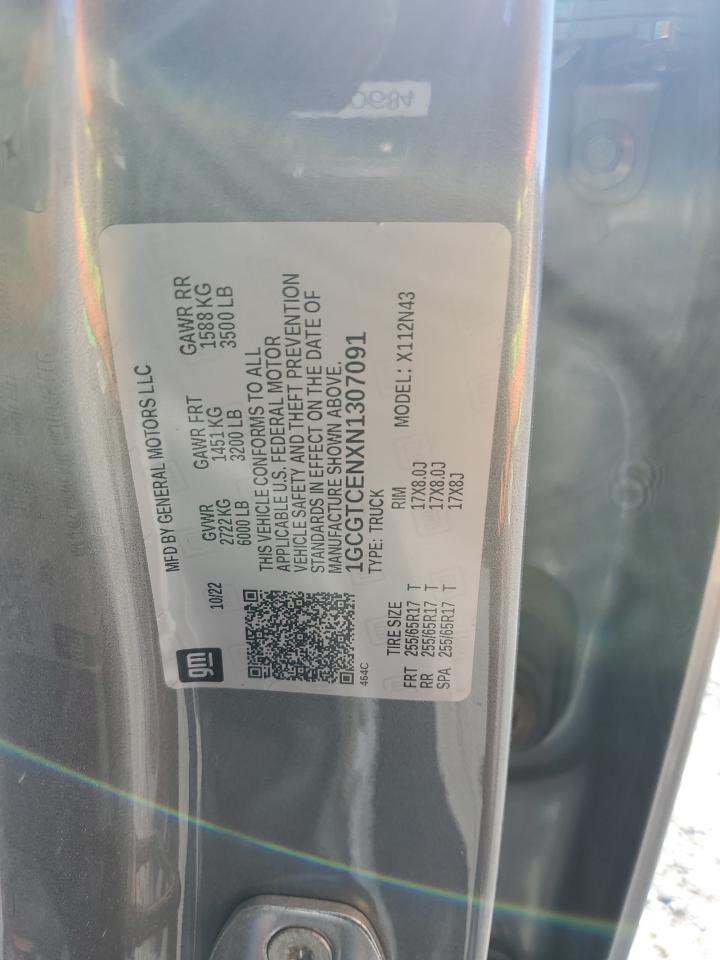 gm
10/22
MFD BY GENERAL MOTORS LLC
GVWR GAWR FRT GAWR RR
2722 KG 1451 KG 1588 KG
6000 LB 3200 LB 3500 LB
THIS VEHICLE CONFORMS TO ALL
APPLICABLE U.S. FEDERAL MOTOR
VEHICLE SAFETY AND THEFT PREVENTION
STANDARDS IN EFFECT ON THE DATE OF
MANUFACTURE SHOWN ABOVE.
1GCGTCENXN1307091
464C
TYPE: TRUCK MODEL: X112N43
TIRE SIZE RIM
FRT 255/65R17 T 17X8.0J
RR 255/65R17 T 17X8.0J
SPA 255/65R17 T 17X8J